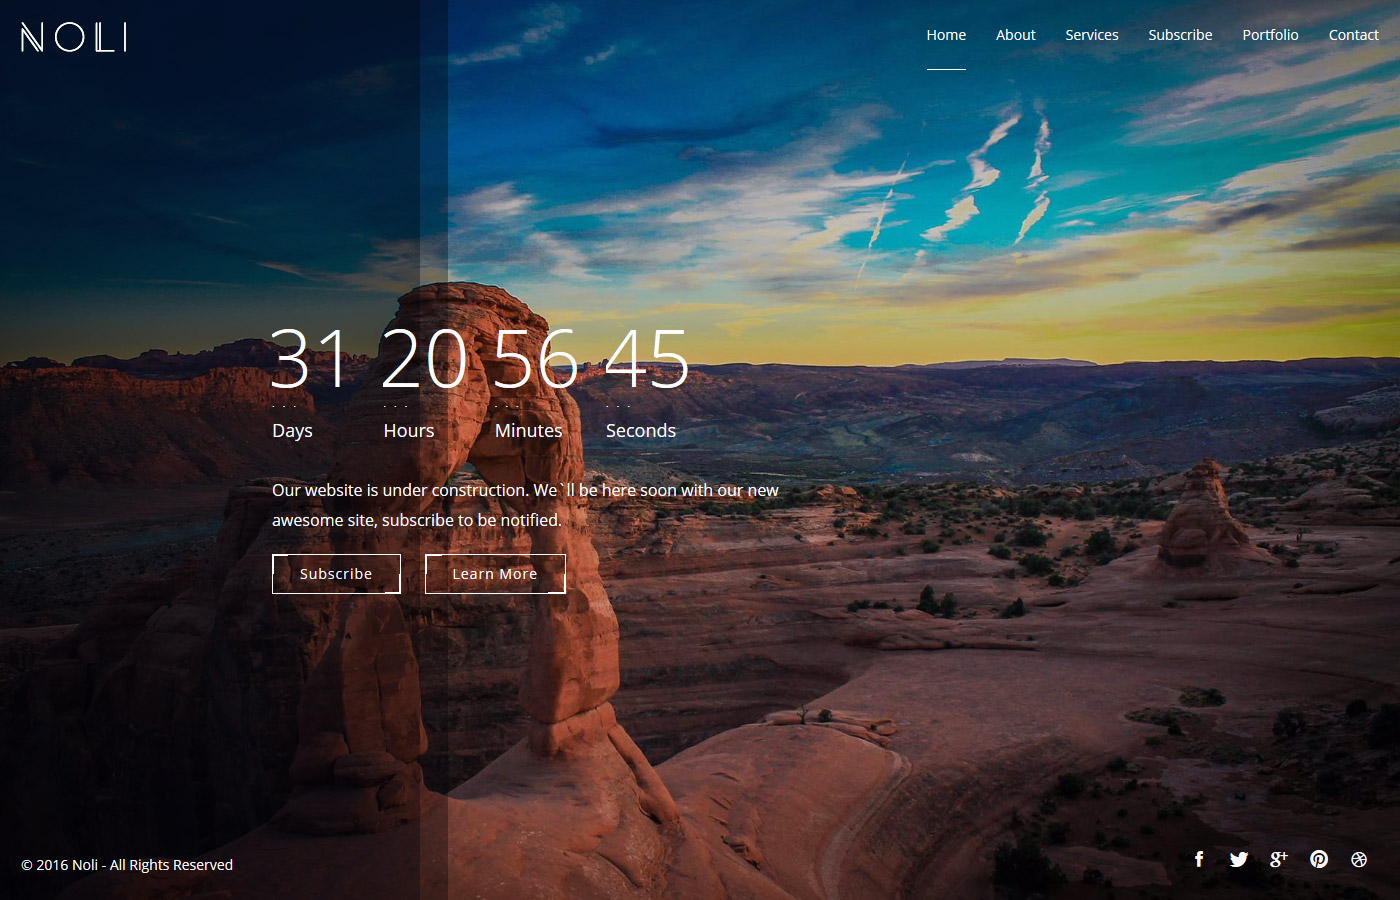 NOLI
Home About Services Subscribe Portfolio Contact
31 20 56 45
Days Hours Minutes Seconds
Our website is under construction. We`ll be here soon with our new
awesome site, subscribe to be notified.
Subscribe Learn More
© 2016 Noli - All Rights Reserved